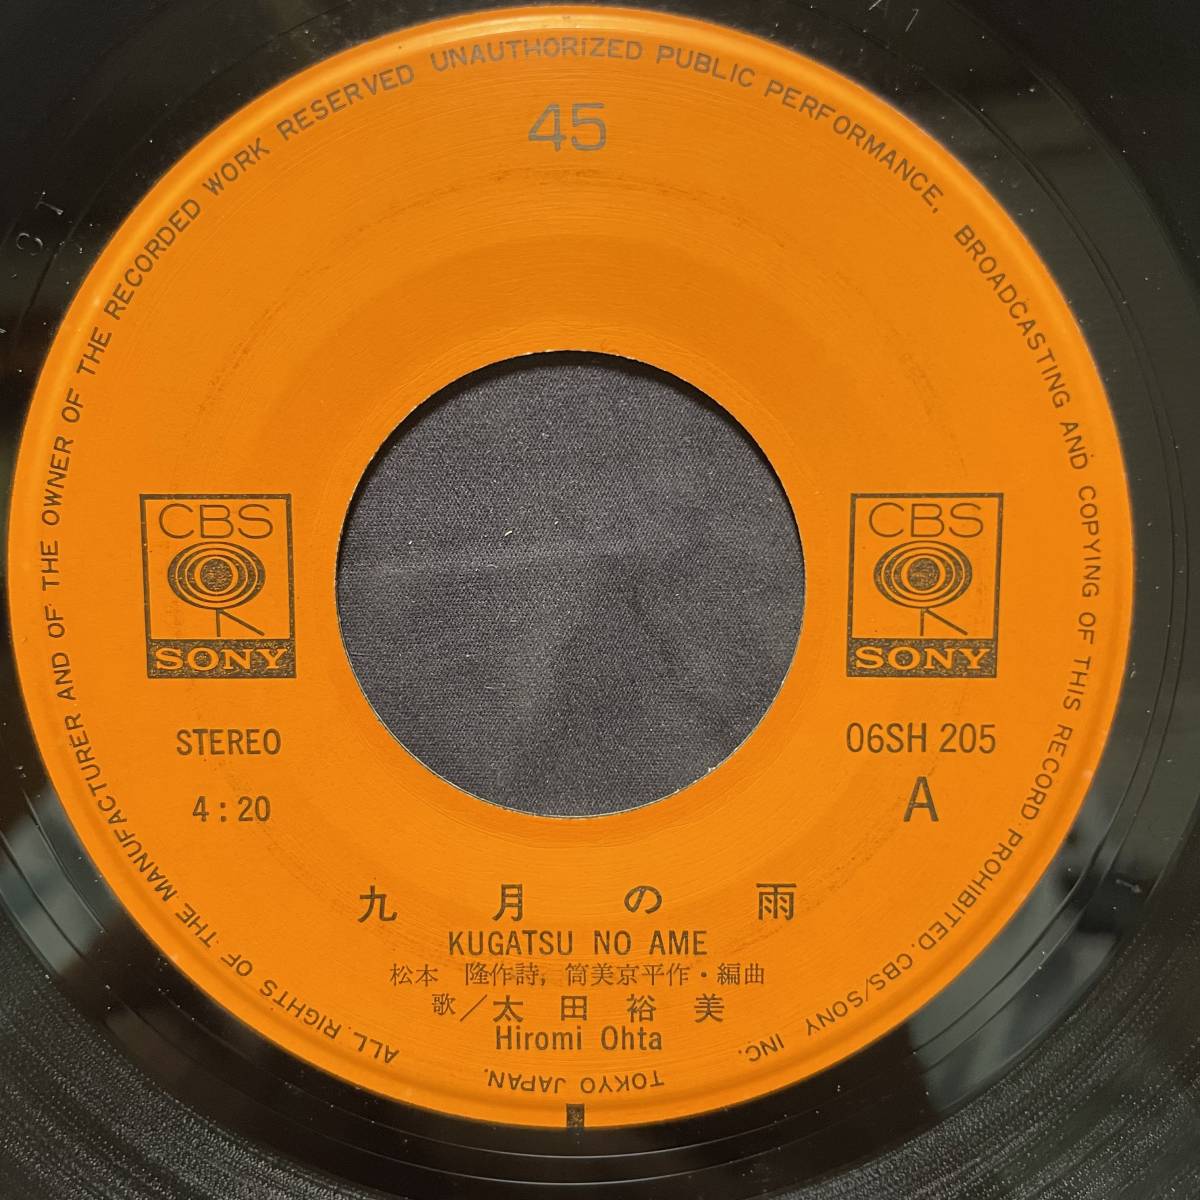 ALL RIGHTS OF THE MANUFACTURER AND OF THE OWNER OF THE RECORDED WORK RESERVED UNAUTHORIZED PUBLIC PERFORMANCE, BROADCASTING AND COPYING OF THIS RECORD PROHIBITED. CBS/SONY INC.
TOKYO JAPAN.
45
CBS
SONY
CBS
SONY
STEREO
4:20
06SH 205
A
九月の雨
KUGATSU NO AME
松本 隆作詩, 筒美京平作・編曲
歌/太田裕美
Hiromi Ohta